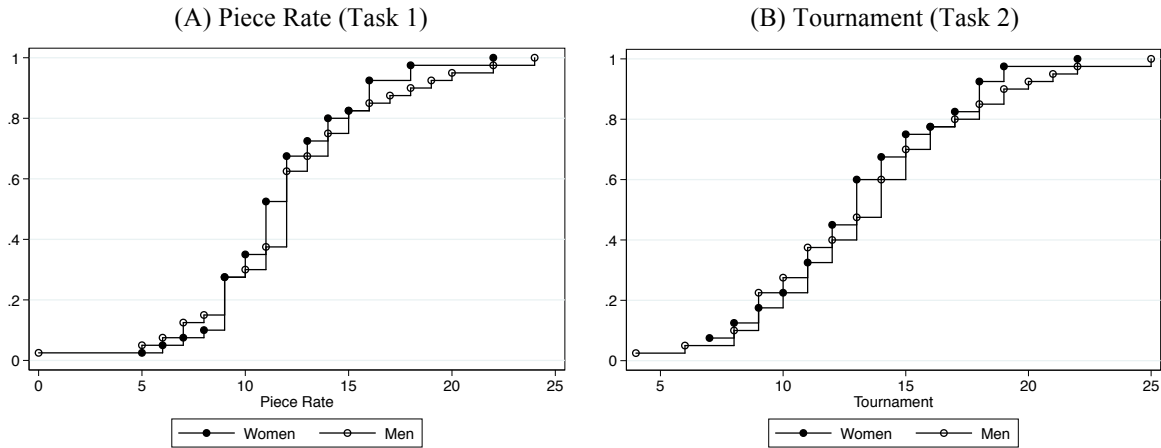 (A) Piece Rate (Task 1)
1
.8
.6
.4
.2
0
0 5 10 15 20 25
Piece Rate
Women Men
(B) Tournament (Task 2)
1
.8
.6
.4
.2
0
5 10 15 20 25
Tournament
Women Men